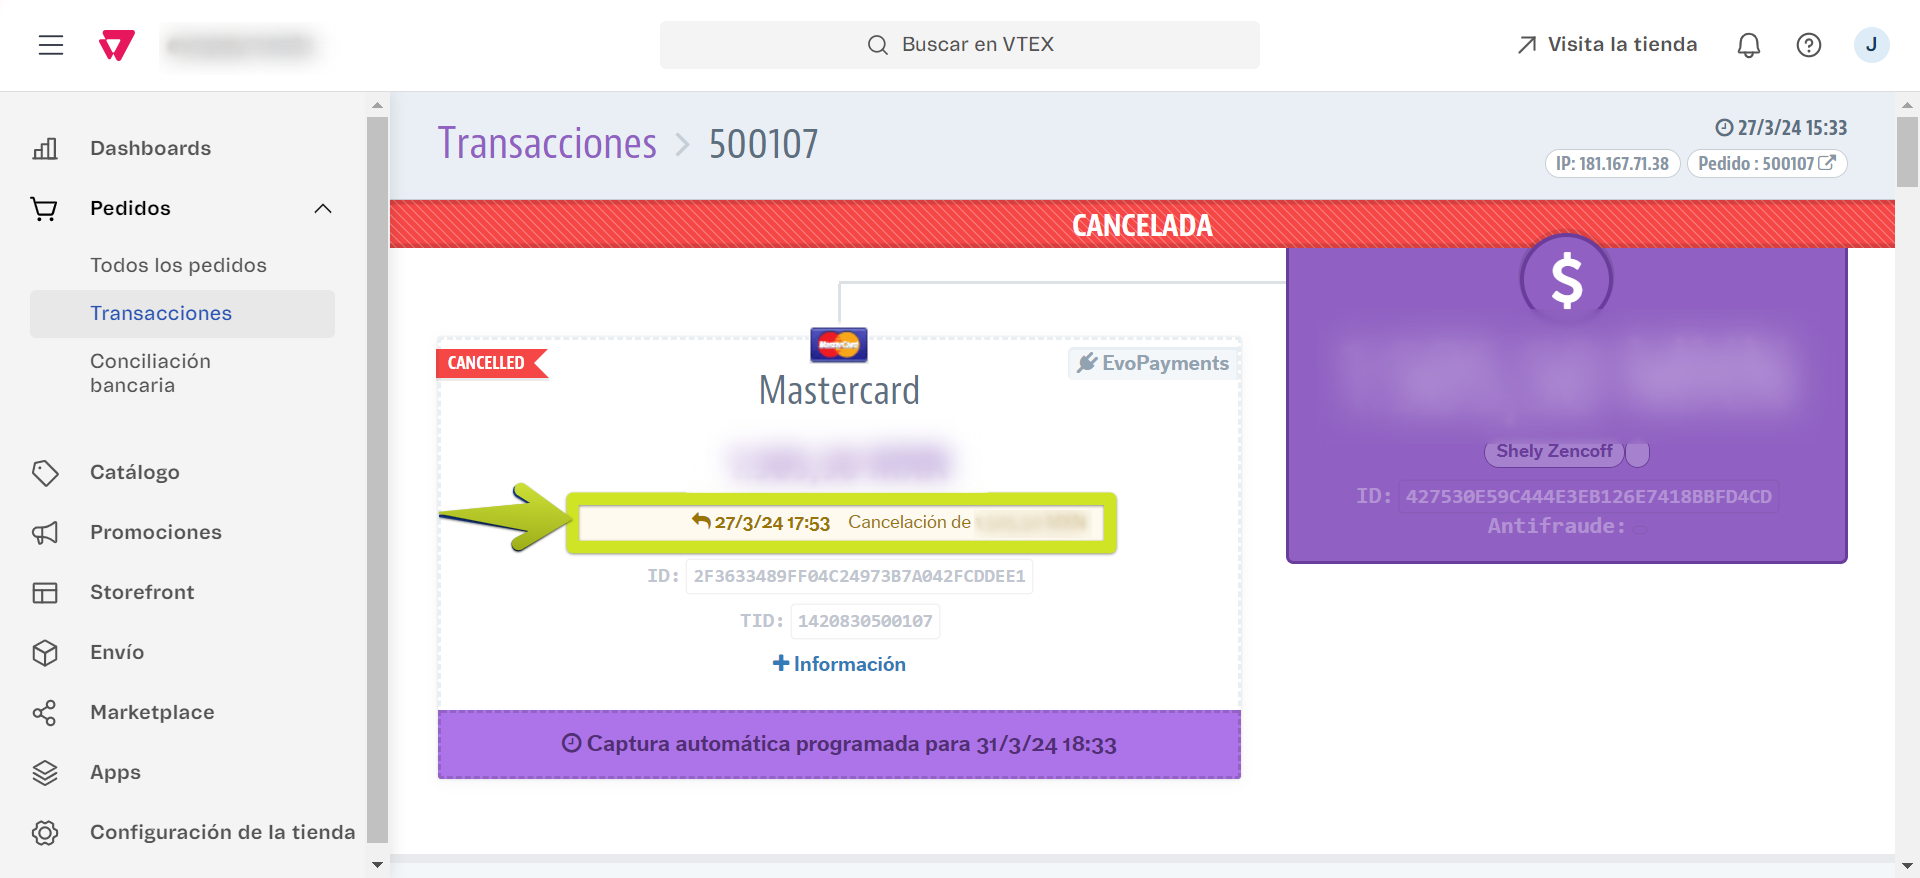 Buscar en VTEX
Visita la tienda
J
Dashboards
Pedidos
Todos los pedidos
Transacciones
Conciliación
bancaria
Catálogo
Promociones
Storefront
Envío
Marketplace
Apps
Configuración de la tienda
Transacciones > 500107
27/3/24 15:33
IP: 181.167.71.38
Pedido : 500107
CANCELADA
$
CANCELLED
MasterCard
EvoPayments
Mastercard
27/3/24 17:53 Cancelación de
ID: 2F3633489FF04C24973B7A042FCDDEE1
TID: 1420830500107
+ Información
Captura automática programada para 31/3/24 18:33
Shely Zencoff
ID: 427530E59C444E3EB126E7418BBFD4CD
Antifraude: